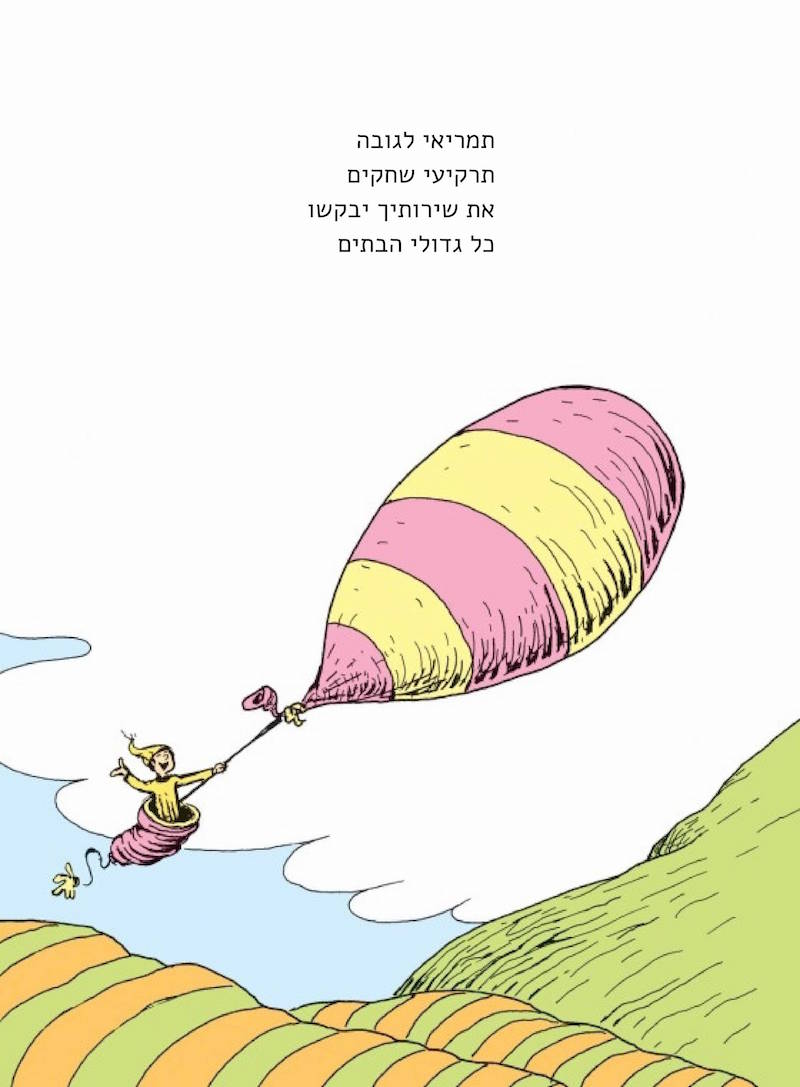 תמריאי לגובה
תרקיעי שחקים
את שירותיך יבקשו
כל גדולי הבתים